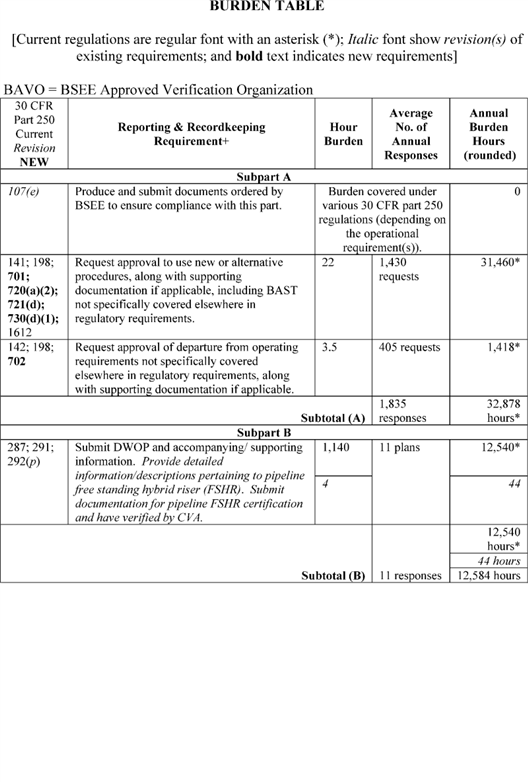 BURDEN TABLE
[Current regulations are regular font with an asterisk (*); Italic font show revision(s) of
existing requirements; and bold text indicates new requirements]
BAVO = BSEE Approved Verification Organization
30 CFR
Part 250
Current
Revision
NEW
Reporting & Recordkeeping
Requirement+
Hour
Burden
Average
No. of
Annual
Responses
Annual
Burden
Hours
(rounded)
Subpart A
107(e)
Produce and submit documents ordered by
BSEE to ensure compliance with this part.
Burden covered under
various 30 CFR part 250
regulations (depending on
the operational
requirement(s)).
0
141; 198;
701;
720(a)(2);
721(d);
730(d)(1);
1612
Request approval to use new or alternative
procedures, along with supporting
documentation if applicable, including BAST
not specifically covered elsewhere in
regulatory requirements.
22
1,430
requests
31,460*
142; 198;
702
Request approval of departure from operating
requirements not specifically covered
elsewhere in regulatory requirements, along
with supporting documentation if applicable.
3.5
405 requests
1,418*
Subtotal (A)
1,835
responses
32,878
hours*
Subpart B
287; 291;
292(p)
Submit DWOP and accompanying/ supporting
information. Provide detailed
information/descriptions pertaining to pipeline
free standing hybrid riser (FSHR). Submit
documentation for pipeline FSHR certification
and have verified by CVA.
1,140
4
11 plans
12,540*
44
Subtotal (B)
11 responses
12,540
hours*
44 hours
12,584 hours